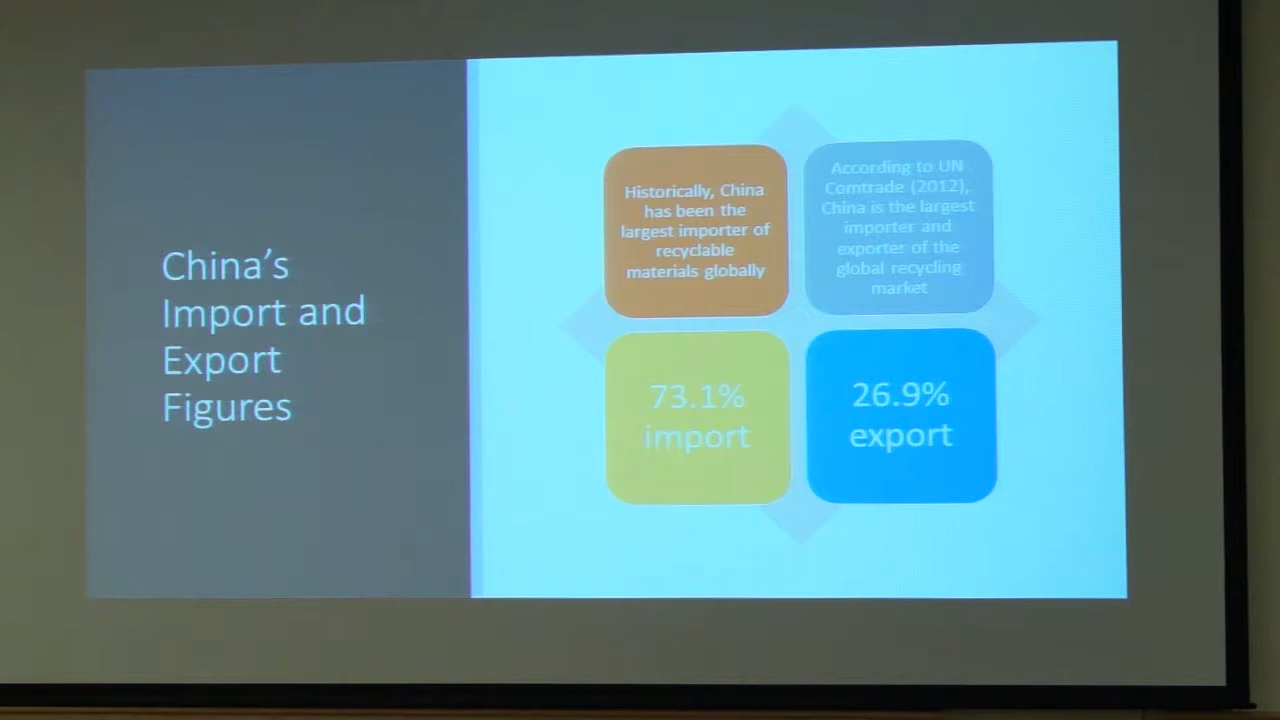 China's
Import and
Export
Figures
Historically, China
has been the
largest importer of
recyclable
materials globally
According to UN
Comtrade (2012),
China is the largest
importer and
exporter of the
global recycling
market
73.1%
import
26.9%
export